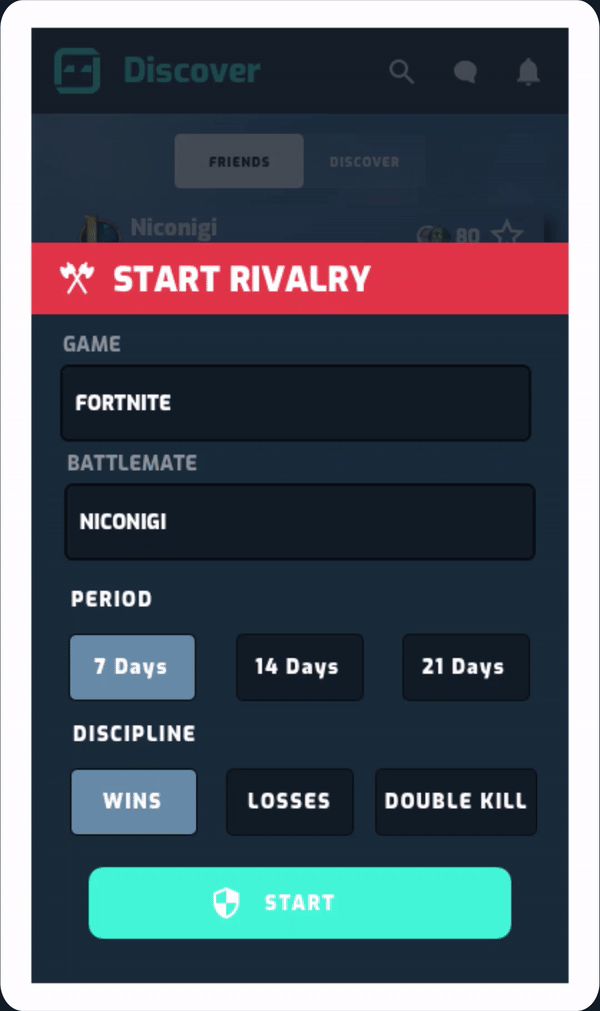 Discover
FRIENDS DISCOVER
Niconigi 80
START RIVALRY
GAME
FORTNITE
BATTLEMATE
NICONIGI
PERIOD
7 Days 14 Days 21 Days
DISCIPLINE
WINS LOSSES DOUBLE KILL
START